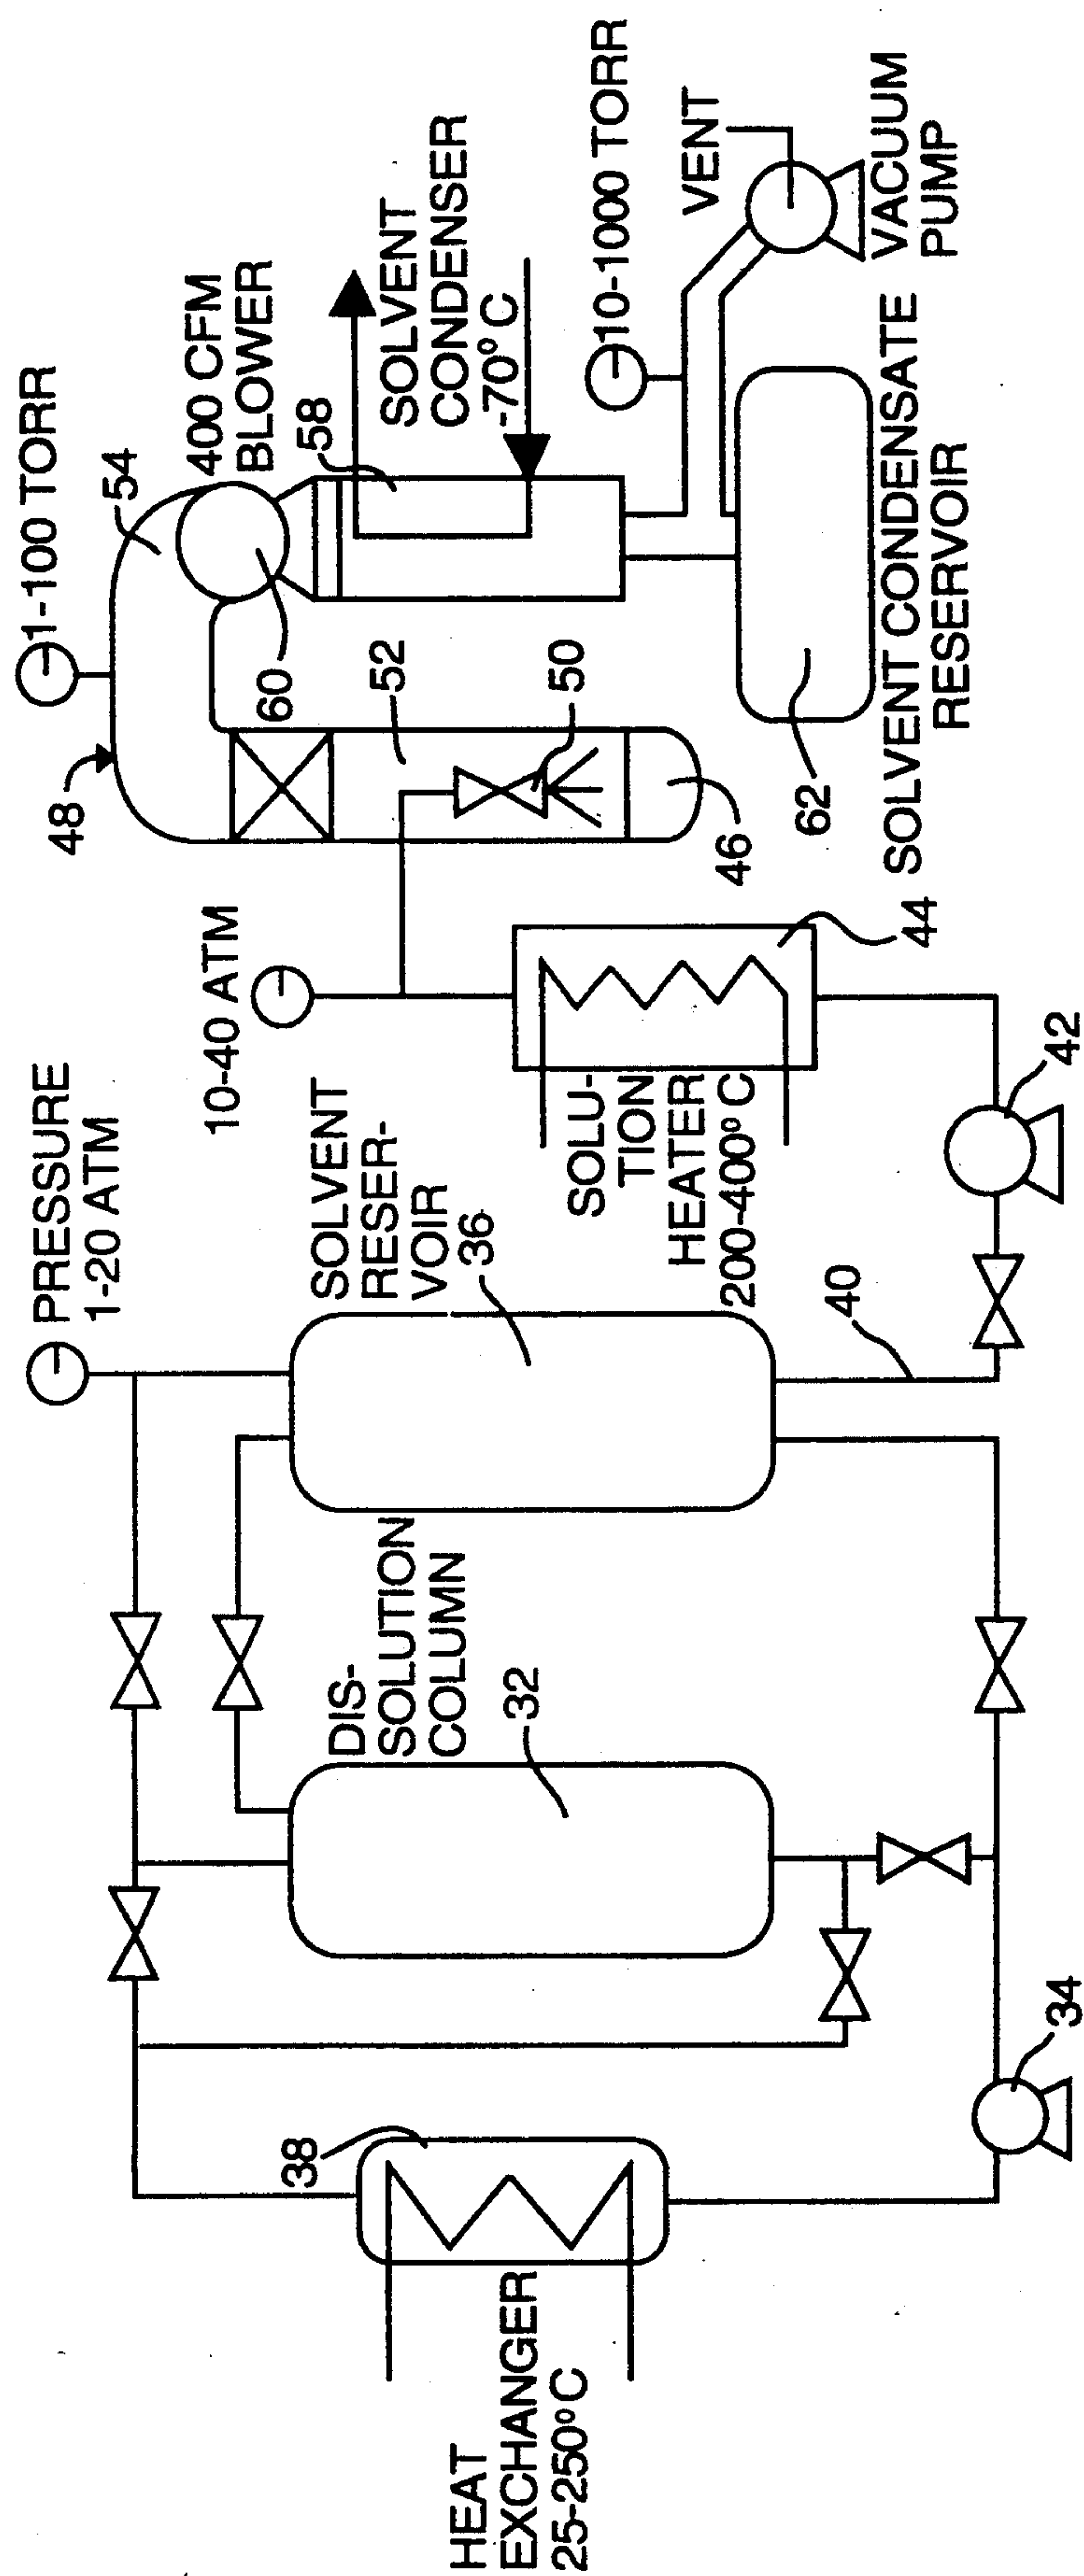 PRESSURE
1-20 ATM
10-40 ATM
1-100 TORR
48
54
400 CFM
BLOWER
58
SOLVENT
CONDENSER
-70° C
10-1000 TORR
VENT
VACUUM
PUMP
60
52
50
46
62
SOLVENT CONDENSATE
RESERVOIR
44
SOLU-
TION
HEATER
200-400° C
42
40
SOLVENT
RESER-
VOIR
36
DIS-
SOLUTION
COLUMN
32
34
38
HEAT
EXCHANGER
25-250°C